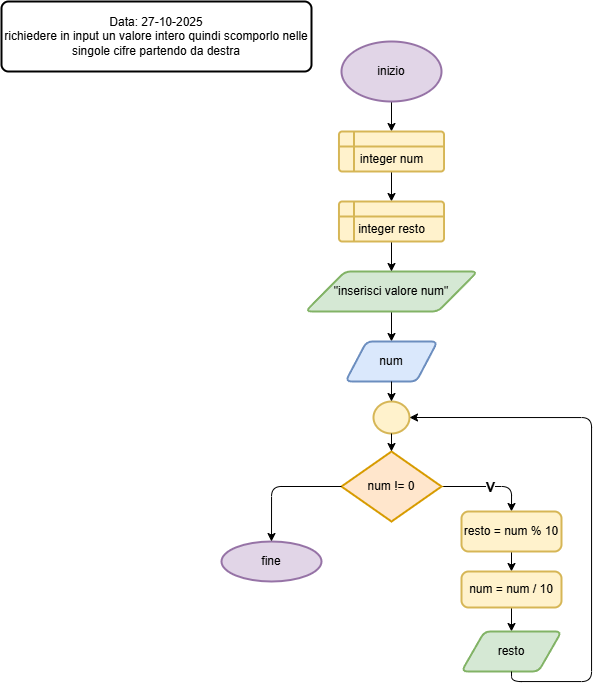 Data: 27-10-2025
richiedere in input un valore intero quindi scomporlo nelle
singole cifre partendo da destra
inizio
integer num
integer resto
"inserisci valore num"
num
num != 0
V
fine
resto = num % 10
num = num / 10
resto